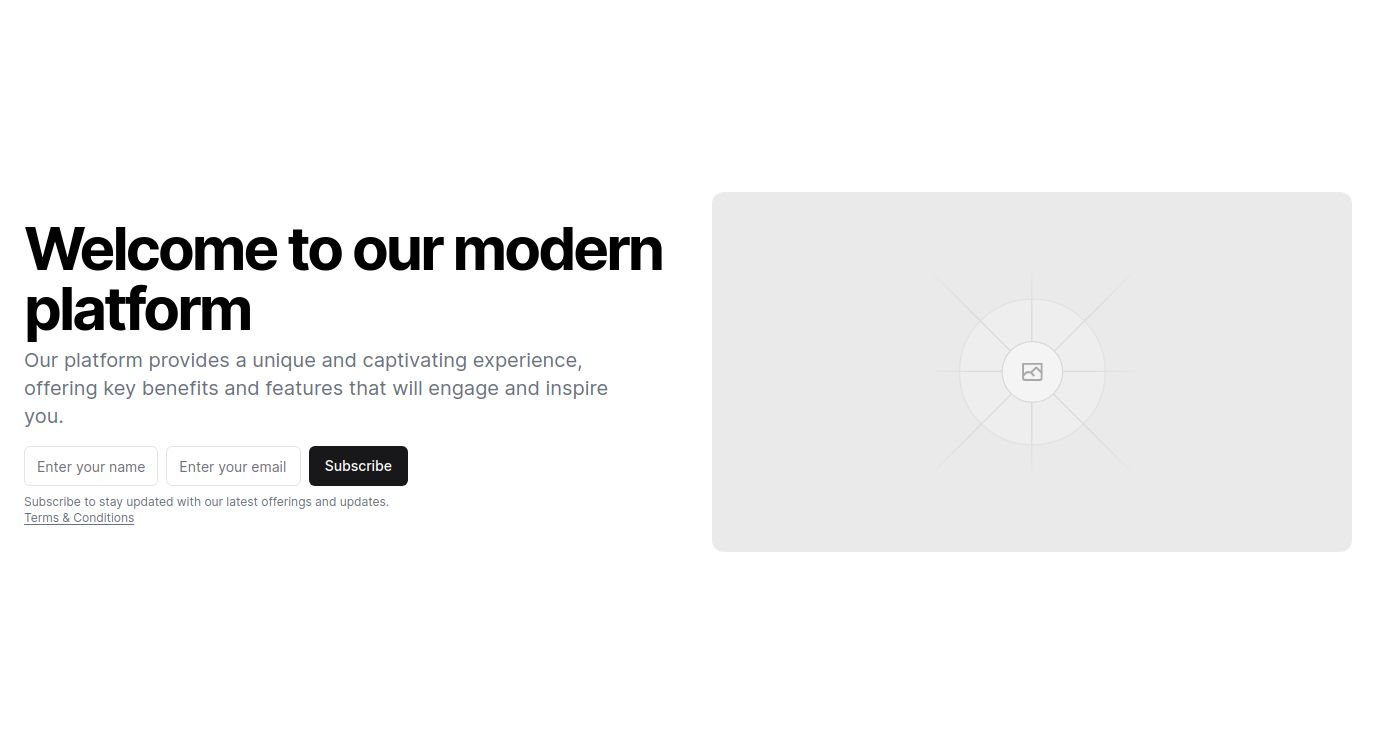 Welcome to our modern
platform
Our platform provides a unique and captivating experience,
offering key benefits and features that will engage and inspire
you.
Enter your name
Enter your email
Subscribe
Subscribe to stay updated with our latest offerings and updates.
Terms & Conditions